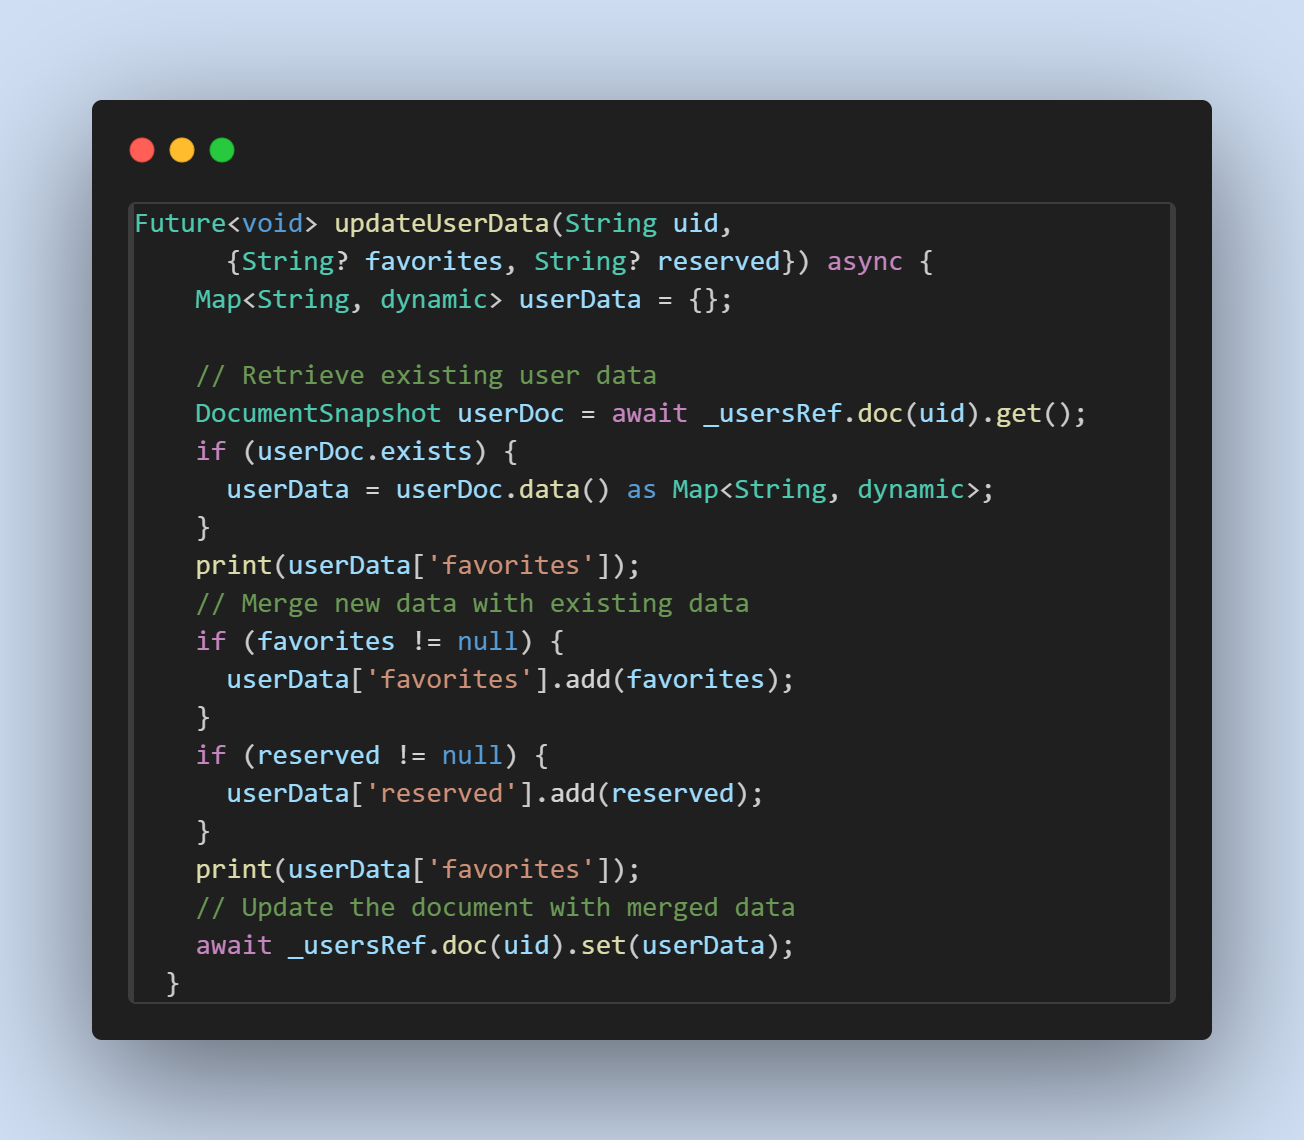 Future<void> updateUserData(String uid,
      {String? favorites, String? reserved}) async {
    Map<String, dynamic> userData = {};

    // Retrieve existing user data
    DocumentSnapshot userDoc = await _usersRef.doc(uid).get();
    if (userDoc.exists) {
      userData = userDoc.data() as Map<String, dynamic>;
    }
    print(userData['favorites']);
    // Merge new data with existing data
    if (favorites != null) {
      userData['favorites'].add(favorites);
    }
    if (reserved != null) {
      userData['reserved'].add(reserved);
    }
    print(userData['favorites']);
    // Update the document with merged data
    await _usersRef.doc(uid).set(userData);
  }